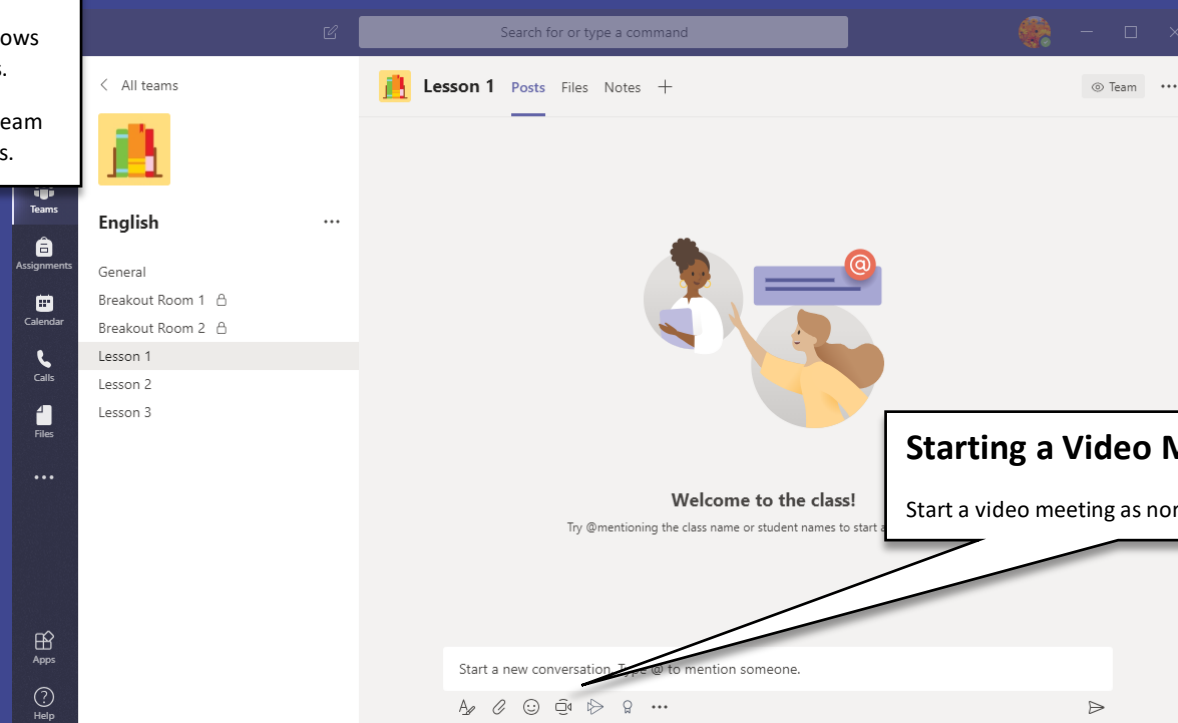 ows
s.
eam
s.
Search for or type a command
All teams
Lesson 1 Posts Files Notes
Team
Teams
Assignments
Calendar
Calls
Files
Apps
Help
English
General
Breakout Room 1
Breakout Room 2
Lesson 1
Lesson 2
Lesson 3
@
Welcome to the class!
Try @mentioning the class name or student names to start a
Starting a Video M
Start a video meeting as nor
Start a new conversation. Type @ to mention someone.